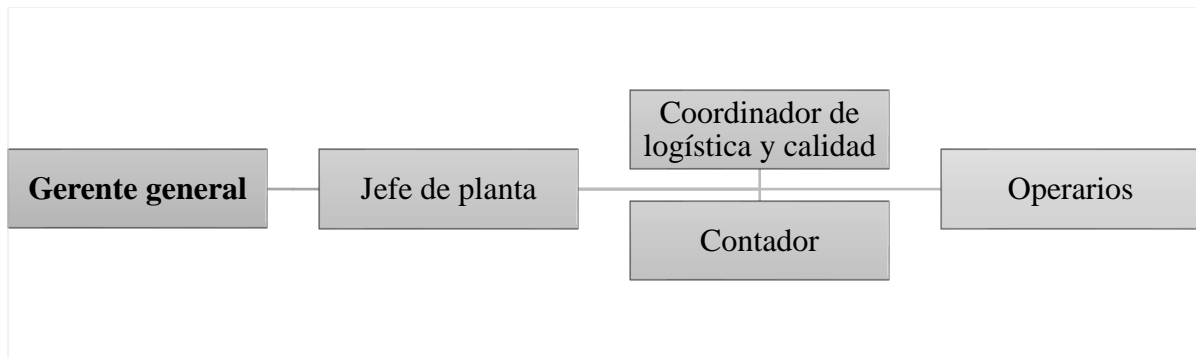 Gerente general
Jefe de planta
Coordinador de
logística y calidad
Contador
Operarios